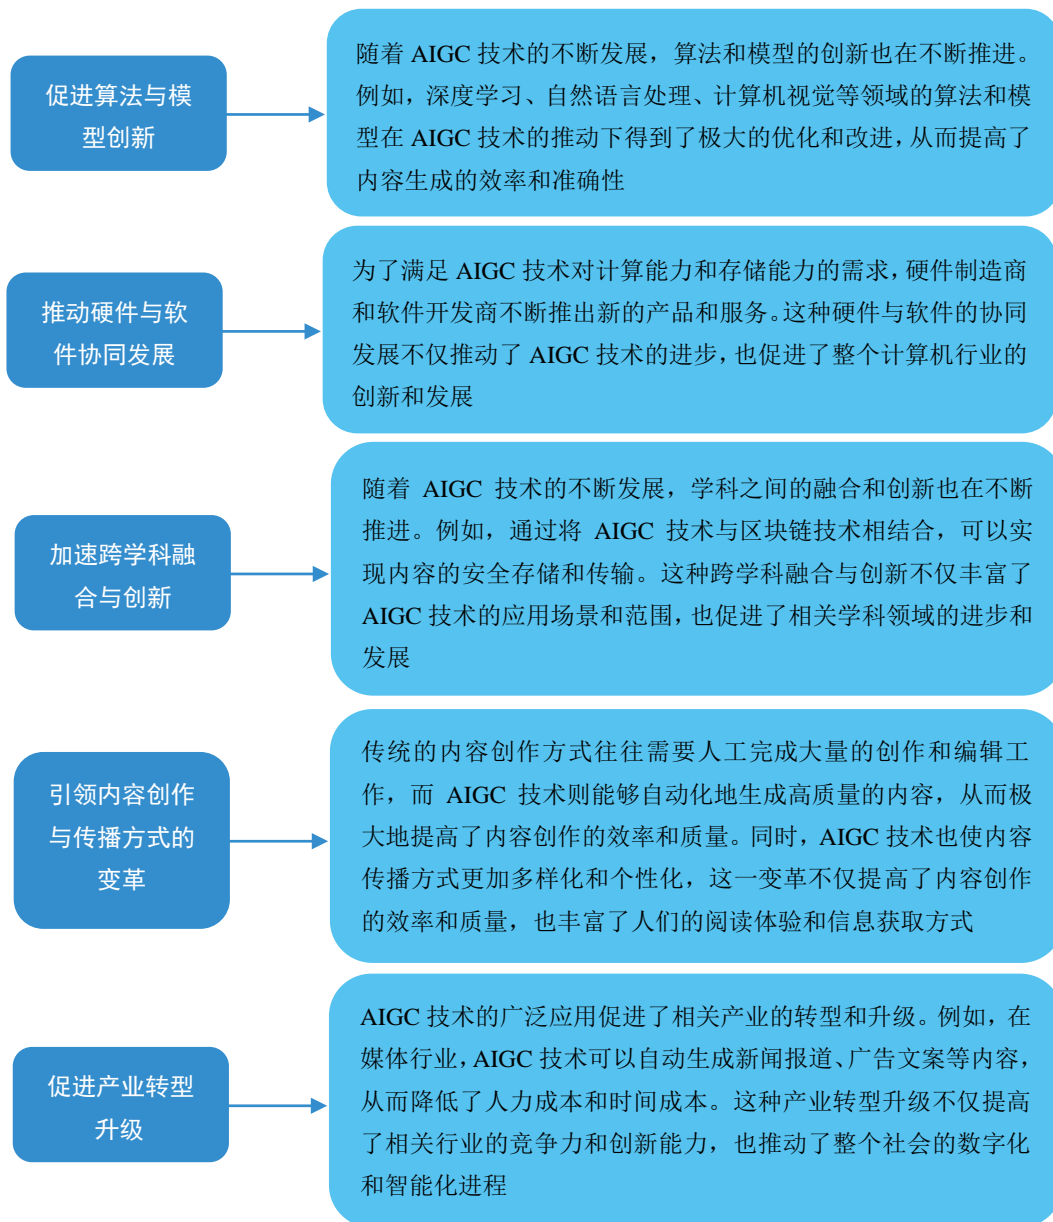 促进算法与模
型创新
随着 AIGC 技术的不断发展，算法和模型的创新也在不断推进。
例如，深度学习、自然语言处理、计算机视觉等领域的算法和模
型在 AIGC 技术的推动下得到了极大的优化和改进，从而提高了
内容生成的效率和准确性
推动硬件与软
件协同发展
为了满足 AIGC 技术对计算能力和存储能力的需求，硬件制造商
和软件开发商不断推出新的产品和服务。这种硬件与软件的协同
发展不仅推动了 AIGC 技术的进步，也促进了整个计算机行业的
创新和发展
加速跨学科融
合与创新
随着 AIGC 技术的不断发展，学科之间的融合和创新也在不断
推进。例如，通过将 AIGC 技术与区块链技术相结合，可以实
现内容的安全存储和传输。这种跨学科融合与创新不仅丰富了
AIGC 技术的应用场景和范围，也促进了相关学科领域的进步和
发展
引领内容创作
与传播方式的
变革
传统的内容创作方式往往需要人工完成大量的创作和编辑工
作，而 AIGC 技术则能够自动化地生成高质量的内容，从而极
大地提高了内容创作的效率和质量。同时，AIGC 技术也使内容
传播方式更加多样化和个性化，这一变革不仅提高了内容创作
的效率和质量，也丰富了人们的阅读体验和信息获取方式
促进产业转型
升级
AIGC 技术的广泛应用促进了相关产业的转型和升级。例如，在
媒体行业，AIGC 技术可以自动生成新闻报道、广告文案等内容，
从而降低了人力成本和时间成本。这种产业转型升级不仅提高
了相关行业的竞争力和创新能力，也推动了整个社会的数字化
和智能化进程